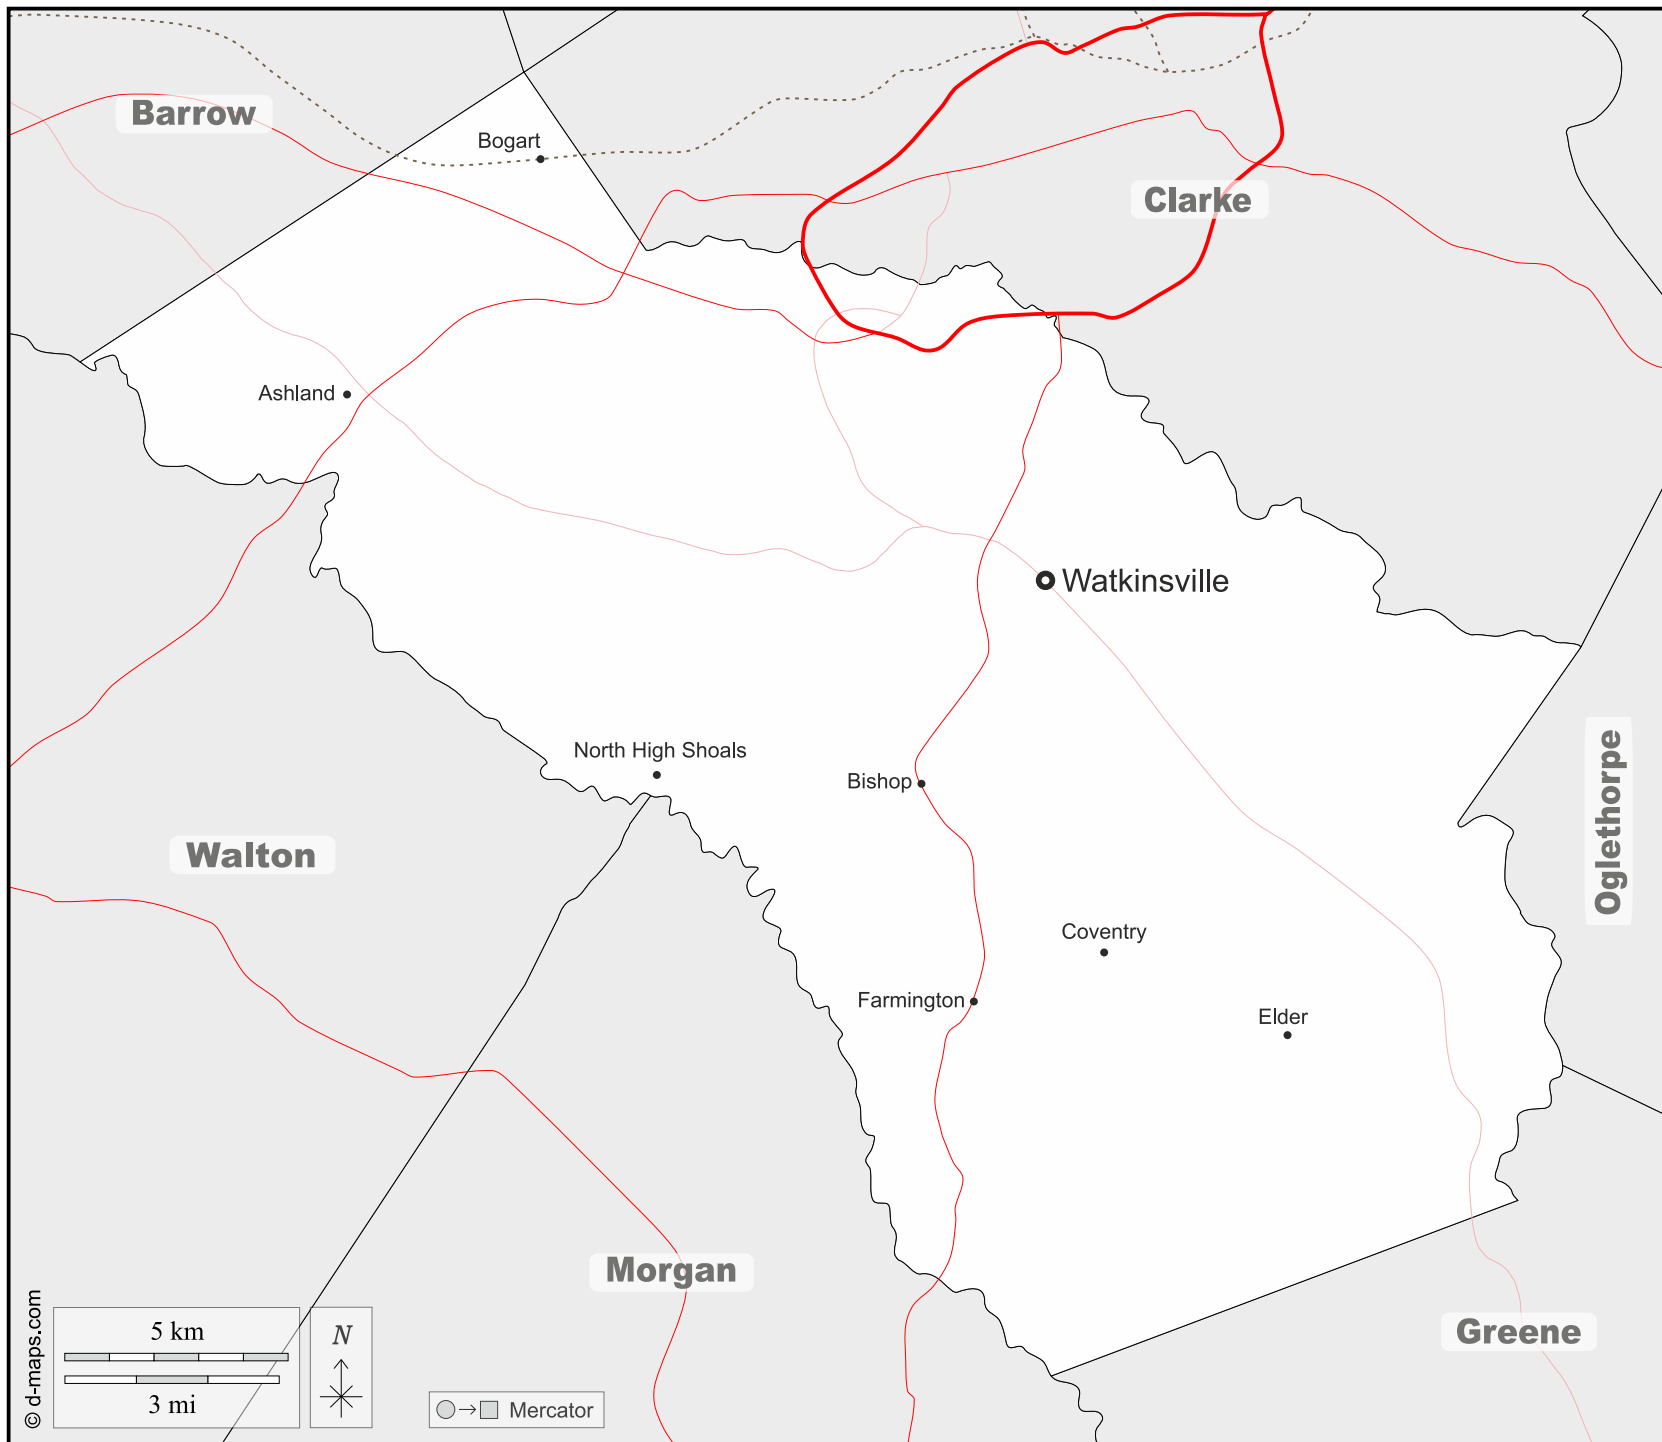 Barrow
Bogart
Clarke
Ashland
Watkinsville
North High Shoals
Bishop
Oglethorpe
Walton
Coventry
Farmington
Elder
Morgan
Greene
© d-maps.com
5 km
3 mi
N
Mercator